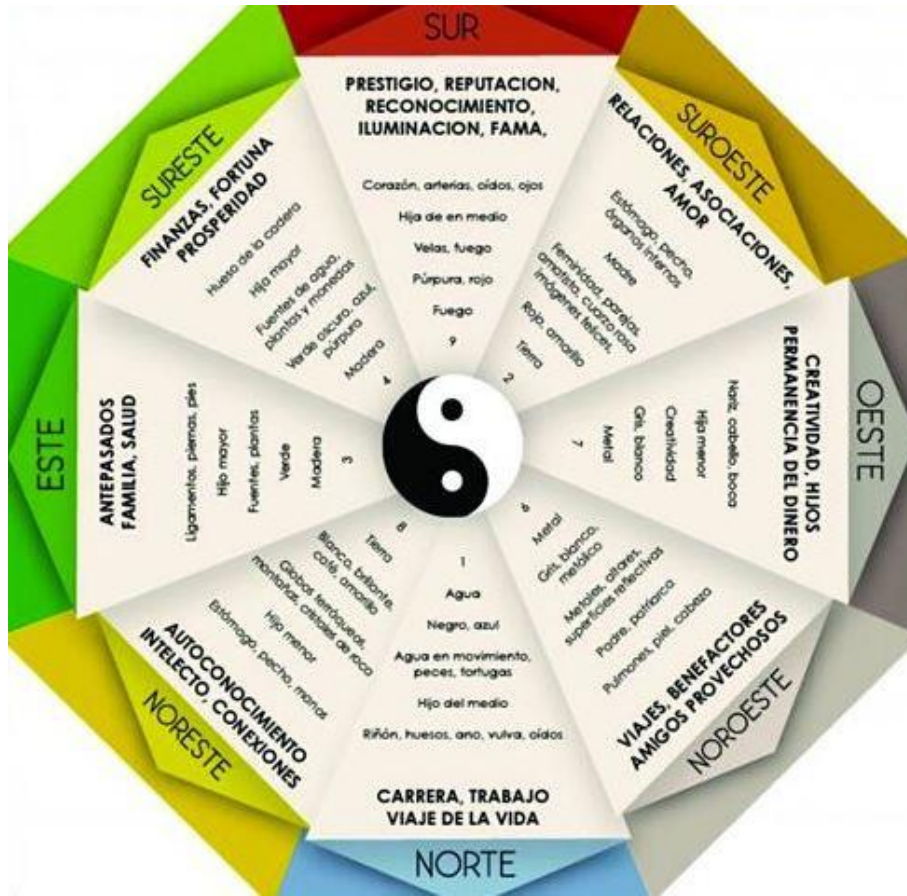 SUR
PRESTIGIO, REPUTACION,
RECONOCIMIENTO,
ILUMINACION, FAMA,
Corazón, arterias, oídos, ojos
Hija de en medio
Velas, fuego
Púrpura, rojo
Fuego
9
SUROESTE
RELACIONES, ASOCIACIONES,
AMOR
Estómago, pecho,
órganos internos
Madre
Feminidad, parejas,
amatista, cuarzo rosa
imágenes felices,
Rojo, amarillo
Tierra
2
OESTE
CREATIVIDAD, HIJOS
PERMANENCIA DEL DINERO
Nariz, cabello, boca
Hija menor
Creatividad
Gris, blanco
Metal
7
NOROESTE
VIAJES, BENEFACTORES
AMIGOS PROVECHOSOS
Pulmones, piel, cabeza
Padre, patriarca
Metales, altares,
superficies reflectivas
Gris, blanco,
metálico
Metal
6
1
Agua
Negro, azul
Agua en movimiento,
peces, tortugas
Hijo del medio
Riñón, huesos, ano, vulva, oídos
CARRERA, TRABAJO
VIAJE DE LA VIDA
NORTE
8
Tierra
Blanco, brillante,
café, amarillo
Globos terráqueos,
montañas, cristales de roca
Hija menor
Estómago, pecho, manos
AUTOCONOCIMIENTO
INTELECTO, CONEXIONES
NORESTE
ESTE
ANTEPASADOS
FAMILIA, SALUD
Ligamentos, piernas, pies
Hijo mayor
Fuentes, plantas
Verde
Madera
3
SURESTE
FINANZAS, FORTUNA
PROSPERIDAD
Hueso de la cadera
Hija mayor
Fuentes de agua,
plantas y monedas
Verde oscuro, azul,
púrpura
Madera
4